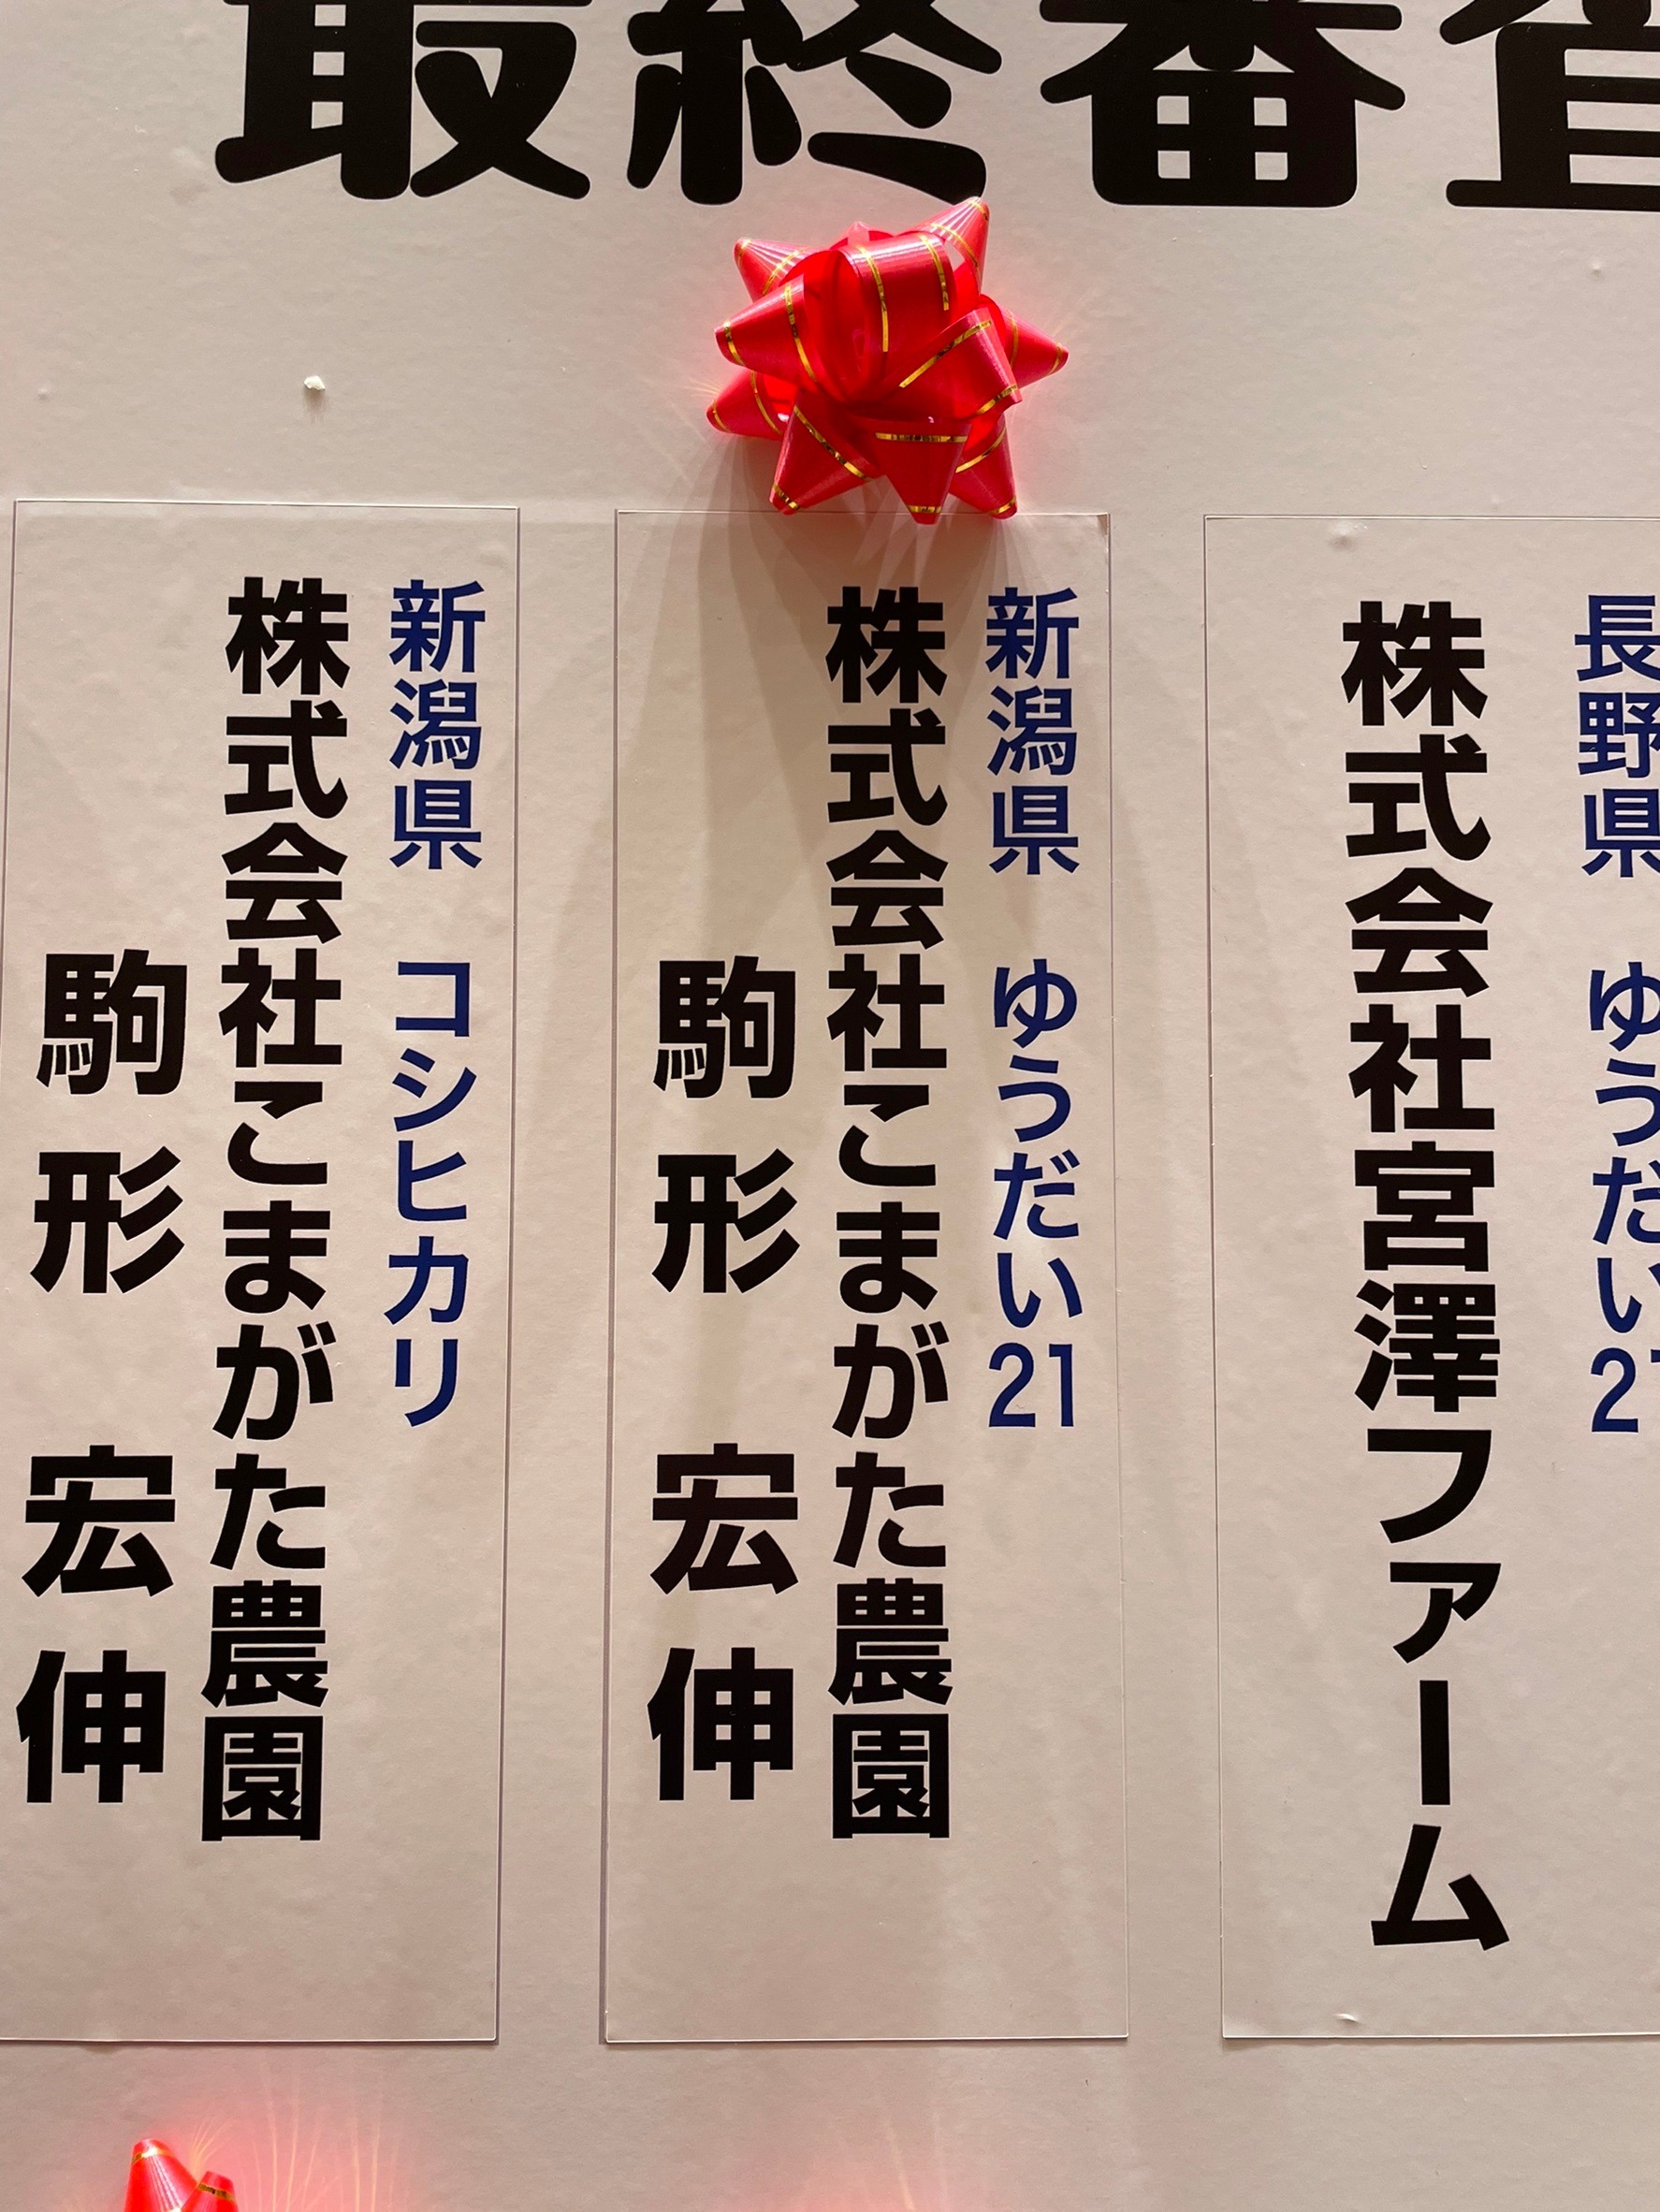 最終審査
長野県 ゆうだい21
株式会社宮澤ファーム
新潟県 ゆうだい21
株式会社こまがた農園
駒形 宏伸
新潟県 コシヒカリ
株式会社こまがた農園
駒形 宏伸